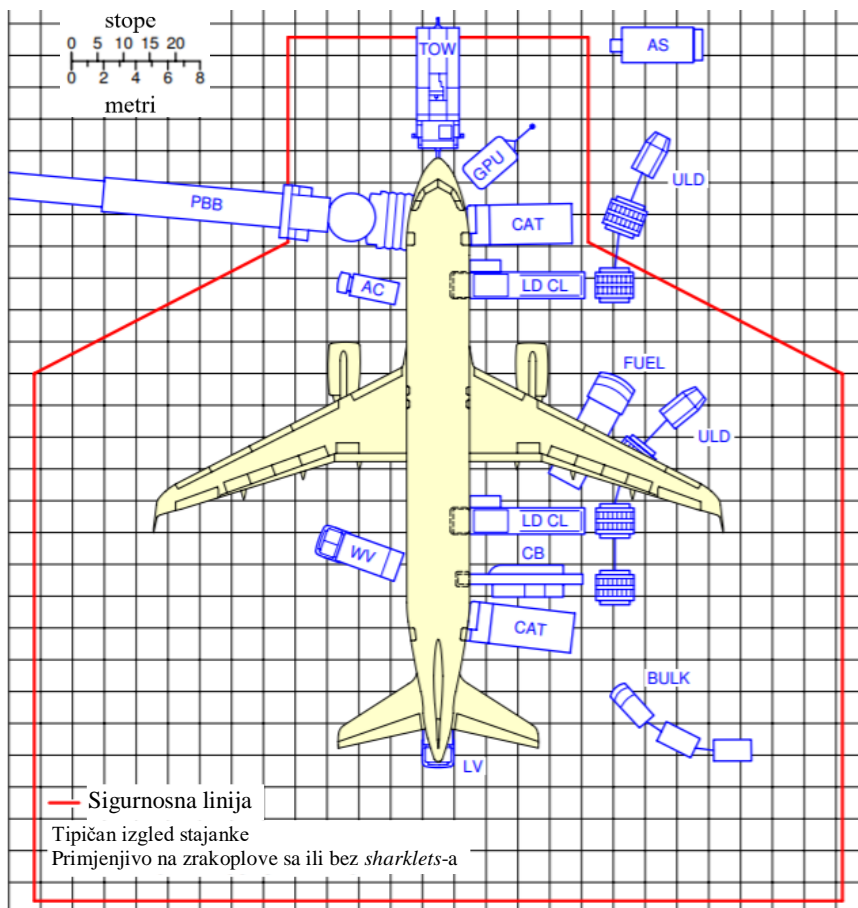 stope
0 5 10 15 20
0 2 4 6 8
metri
TOW
AS
GPU
ULD
PBB
CAT
AC
LD CL
FUEL
ULD
LD CL
WV
CB
CAT
BULK
LV
Sigurnosna linija
Tipičan izgled stajanke
Primjenjivo na zrakoplove sa ili bez sharklets-a